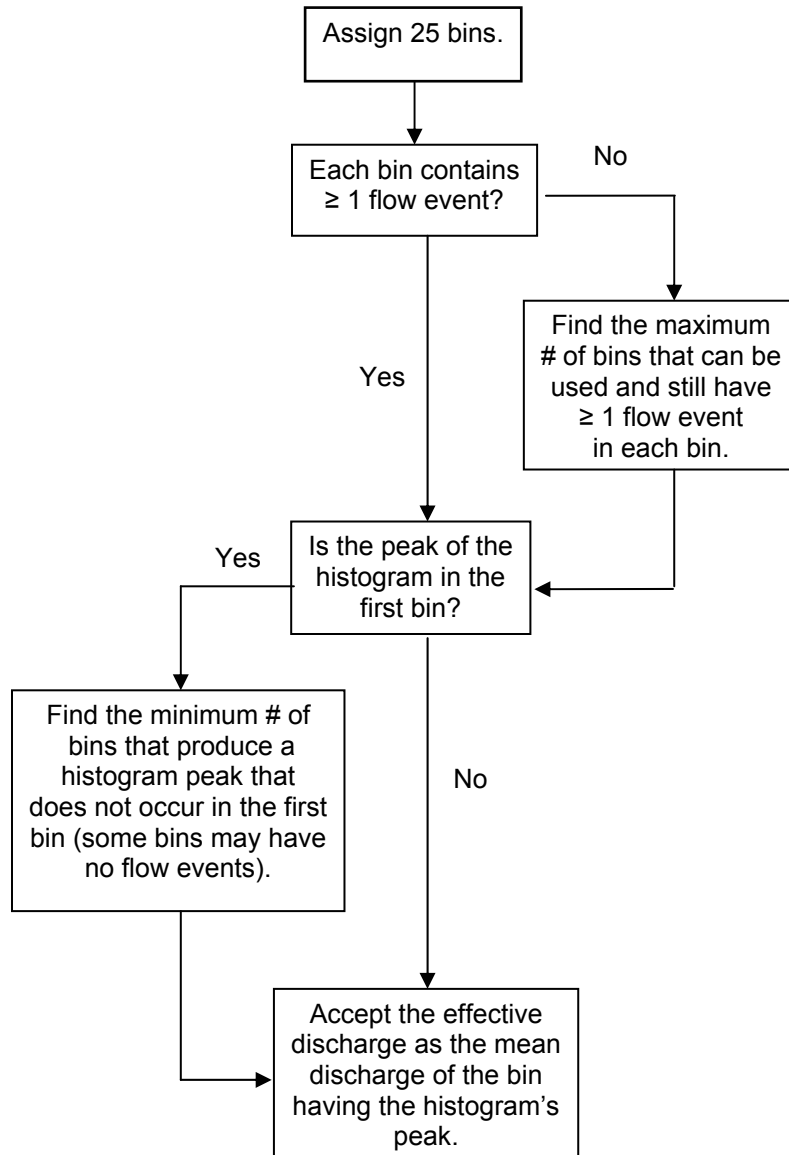 Assign 25 bins.
Each bin contains
≥ 1 flow event?
No
Yes
Find the maximum
# of bins that can be
used and still have
≥ 1 flow event
in each bin.
Is the peak of the
histogram in the
first bin?
Yes
Find the minimum # of
bins that produce a
histogram peak that
does not occur in the first
bin (some bins may have
no flow events).
No
Accept the effective
discharge as the mean
discharge of the bin
having the histogram’s
peak.